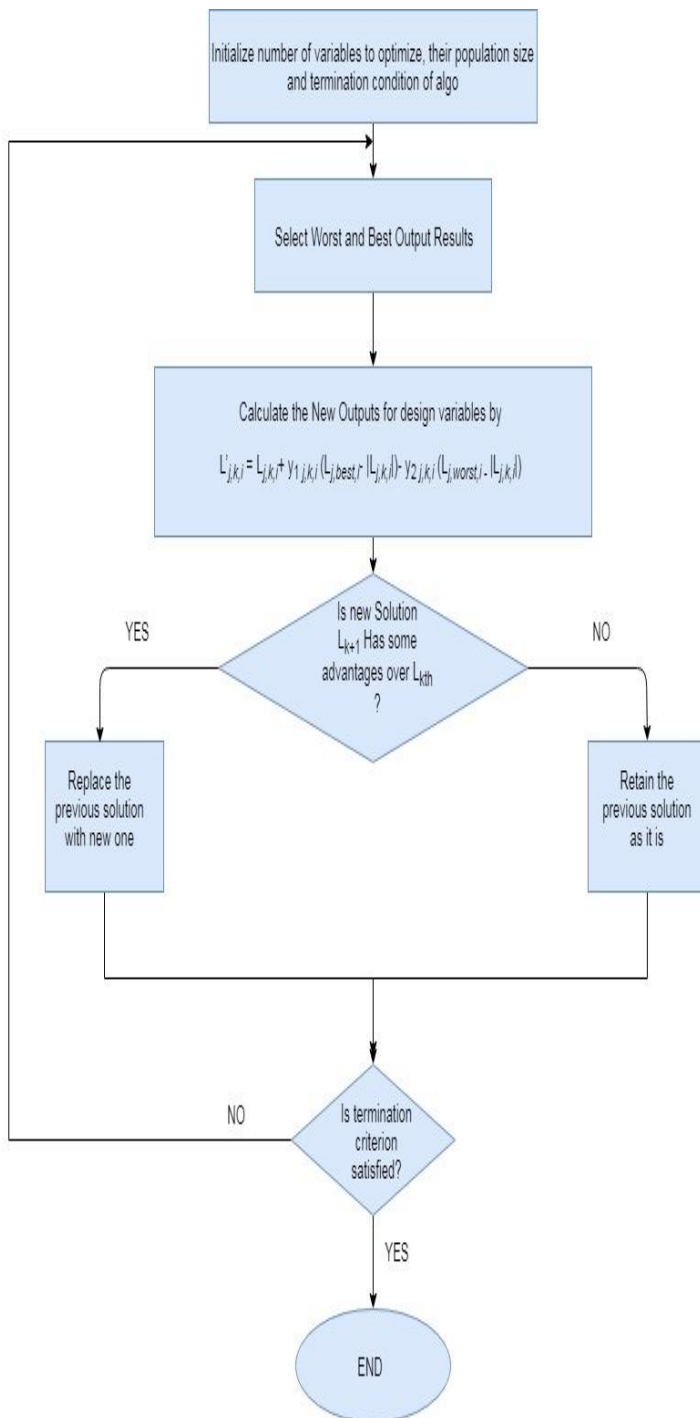 Initialize number of variables to optimize, their population size
and termination condition of algo
Select Worst and Best Output Results
Calculate the New Outputs for design variables by
L'j,k,i = Lj,k,i+ y1 j,k,i (Lj,best,i- |Lj,k,i|)- y2 j,k,i (Lj,worst,i - |Lj,k,i|)
Is new Solution
Lk+1 Has some
advantages over Lkth
?
YES
NO
Replace the
previous solution
with new one
Retain the
previous solution
as it is
NO
Is termination
criterion
satisfied?
YES
END